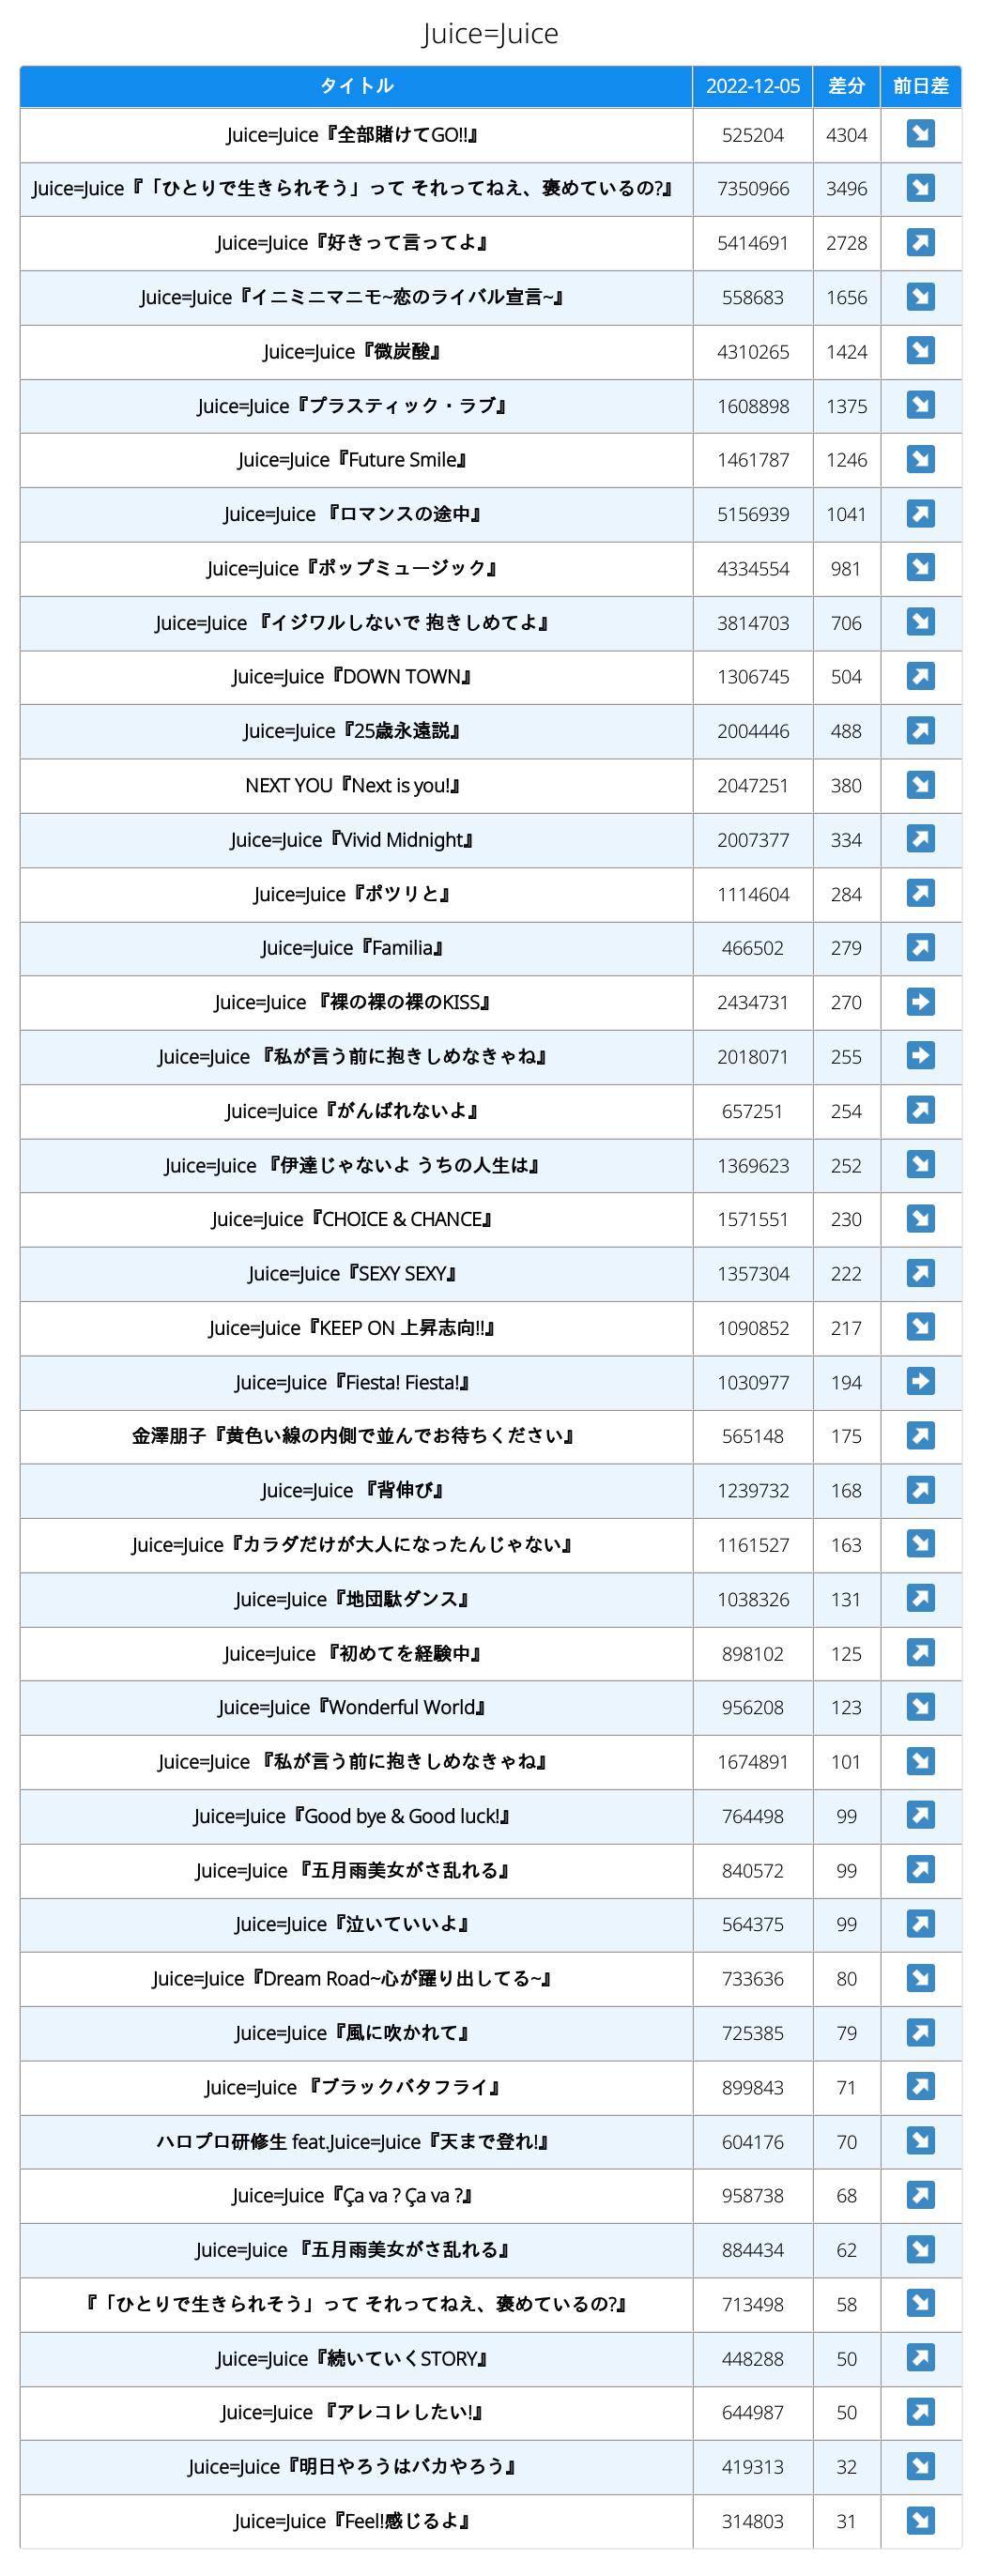 Juice=Juice
タイトル 2022-12-05 差分 前日差
Juice=Juice『全部賭けてGO!!』 525204 4304 ↘
Juice=Juice『「ひとりで生きられそう」って それってねえ、褒めているの?』 7350966 3496 ↘
Juice=Juice『好きって言ってよ』 5414691 2728 ↗
Juice=Juice『イニミニマニモ~恋のライバル宣言~』 558683 1656 ↘
Juice=Juice『微炭酸』 4310265 1424 ↘
Juice=Juice『プラスティック・ラブ』 1608898 1375 ↘
Juice=Juice『Future Smile』 1461787 1246 ↘
Juice=Juice 『ロマンスの途中』 5156939 1041 ↗
Juice=Juice『ポップミュージック』 4334554 981 ↘
Juice=Juice 『イジワルしないで 抱きしめてよ』 3814703 706 ↘
Juice=Juice『DOWN TOWN』 1306745 504 ↗
Juice=Juice『25歳永遠説』 2004446 488 ↗
NEXT YOU『Next is you!』 2047251 380 ↘
Juice=Juice『Vivid Midnight』 2007377 334 ↗
Juice=Juice『ポツリと』 1114604 284 ↗
Juice=Juice『Familia』 466502 279 ↗
Juice=Juice 『裸の裸の裸のKISS』 2434731 270 ➡
Juice=Juice 『私が言う前に抱きしめなきゃね』 2018071 255 ➡
Juice=Juice『がんばれないよ』 657251 254 ↗
Juice=Juice 『伊達じゃないよ うちの人生は』 1369623 252 ↘
Juice=Juice『CHOICE & CHANCE』 1571551 230 ↘
Juice=Juice『SEXY SEXY』 1357304 222 ↗
Juice=Juice『KEEP ON 上昇志向!!』 1090852 217 ↘
Juice=Juice『Fiesta! Fiesta!』 1030977 194 ➡
金澤朋子『黄色い線の内側で並んでお待ちください』 565148 175 ↗
Juice=Juice 『背伸び』 1239732 168 ↗
Juice=Juice『カラダだけが大人になったんじゃない』 1161527 163 ↘
Juice=Juice『地団駄ダンス』 1038326 131 ↗
Juice=Juice 『初めてを経験中』 898102 125 ↗
Juice=Juice『Wonderful World』 956208 123 ↘
Juice=Juice 『私が言う前に抱きしめなきゃね』 1674891 101 ↘
Juice=Juice『Good bye & Good luck!』 764498 99 ↗
Juice=Juice 『五月雨美女がさ乱れる』 840572 99 ↗
Juice=Juice『泣いていいよ』 564375 99 ↗
Juice=Juice『Dream Road~心が躍り出してる~』 733636 80 ↘
Juice=Juice『風に吹かれて』 725385 79 ↗
Juice=Juice 『ブラックバタフライ』 899843 71 ↗
ハロプロ研修生 feat.Juice=Juice『天まで登れ!』 604176 70 ↘
Juice=Juice『Ça va ? Ça va ?』 958738 68 ↗
Juice=Juice 『五月雨美女がさ乱れる』 884434 62 ↘
『「ひとりで生きられそう」って それってねえ、褒めているの?』 713498 58 ↘
Juice=Juice『続いていくSTORY』 448288 50 ↗
Juice=Juice 『アレコレしたい!』 644987 50 ↗
Juice=Juice『明日やろうはバカやろう』 419313 32 ↘
Juice=Juice『Feel!感じるよ』 314803 31 ↘